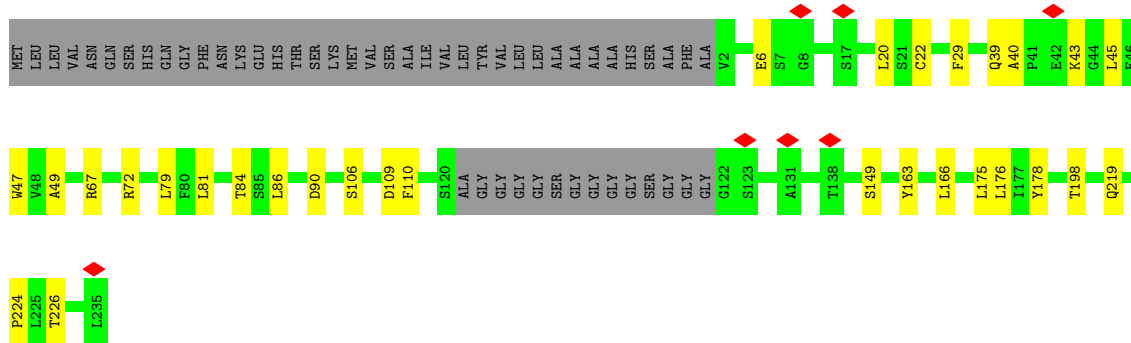 MET LEU LEU VAL ASN GLN SER HIS GLN GLY PHE ASN LYS GLU HIS THR SER LYS MET VAL SER ALA ILE VAL LEU TYR VAL LEU LEU ALA ALA ALA ALA HIS SER ALA PHE ALA V2 E6 S7 G8 S17 L20 S21 C22 F29 Q39 A40 P41 E42 K43 G44 L45 E46
W47 V48 A49 R67 R72 L79 F80 L81 T84 S85 L86 D90 S106 D109 F110 S120 ALA GLY GLY GLY GLY SER GLY GLY GLY GLY SER GLY GLY GLY G122 S123 A131 T138 S149 Y163 L166 L175 L176 I177 Y178 T198 Q219
P224 L225 T226 L235